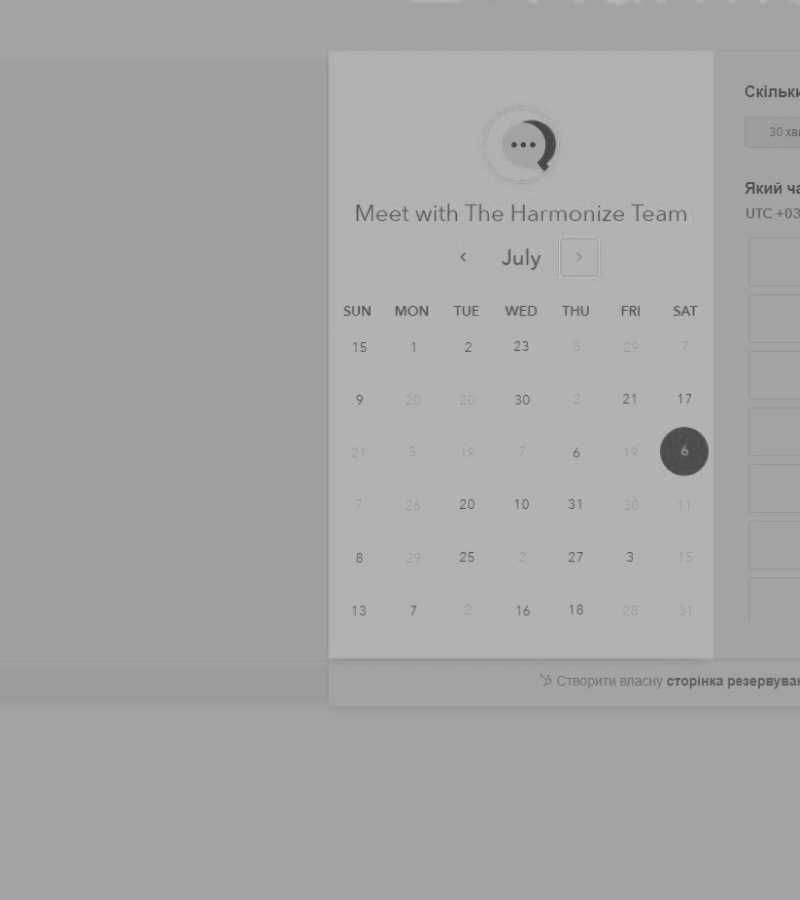 Meet with The Harmonize Team
July
SUN MON TUE WED THU FRI SAT
15 1 2 23 8 29 7
9 20 20 30 2 21 17
21 5 19 7 6 19 6
7 26 20 10 31 30 11
8 29 25 2 27 3 15
13 7 2 16 18 28 31
Скільки
30 хви
Який ча
UTC +03
Створити власну сторінка резервуван